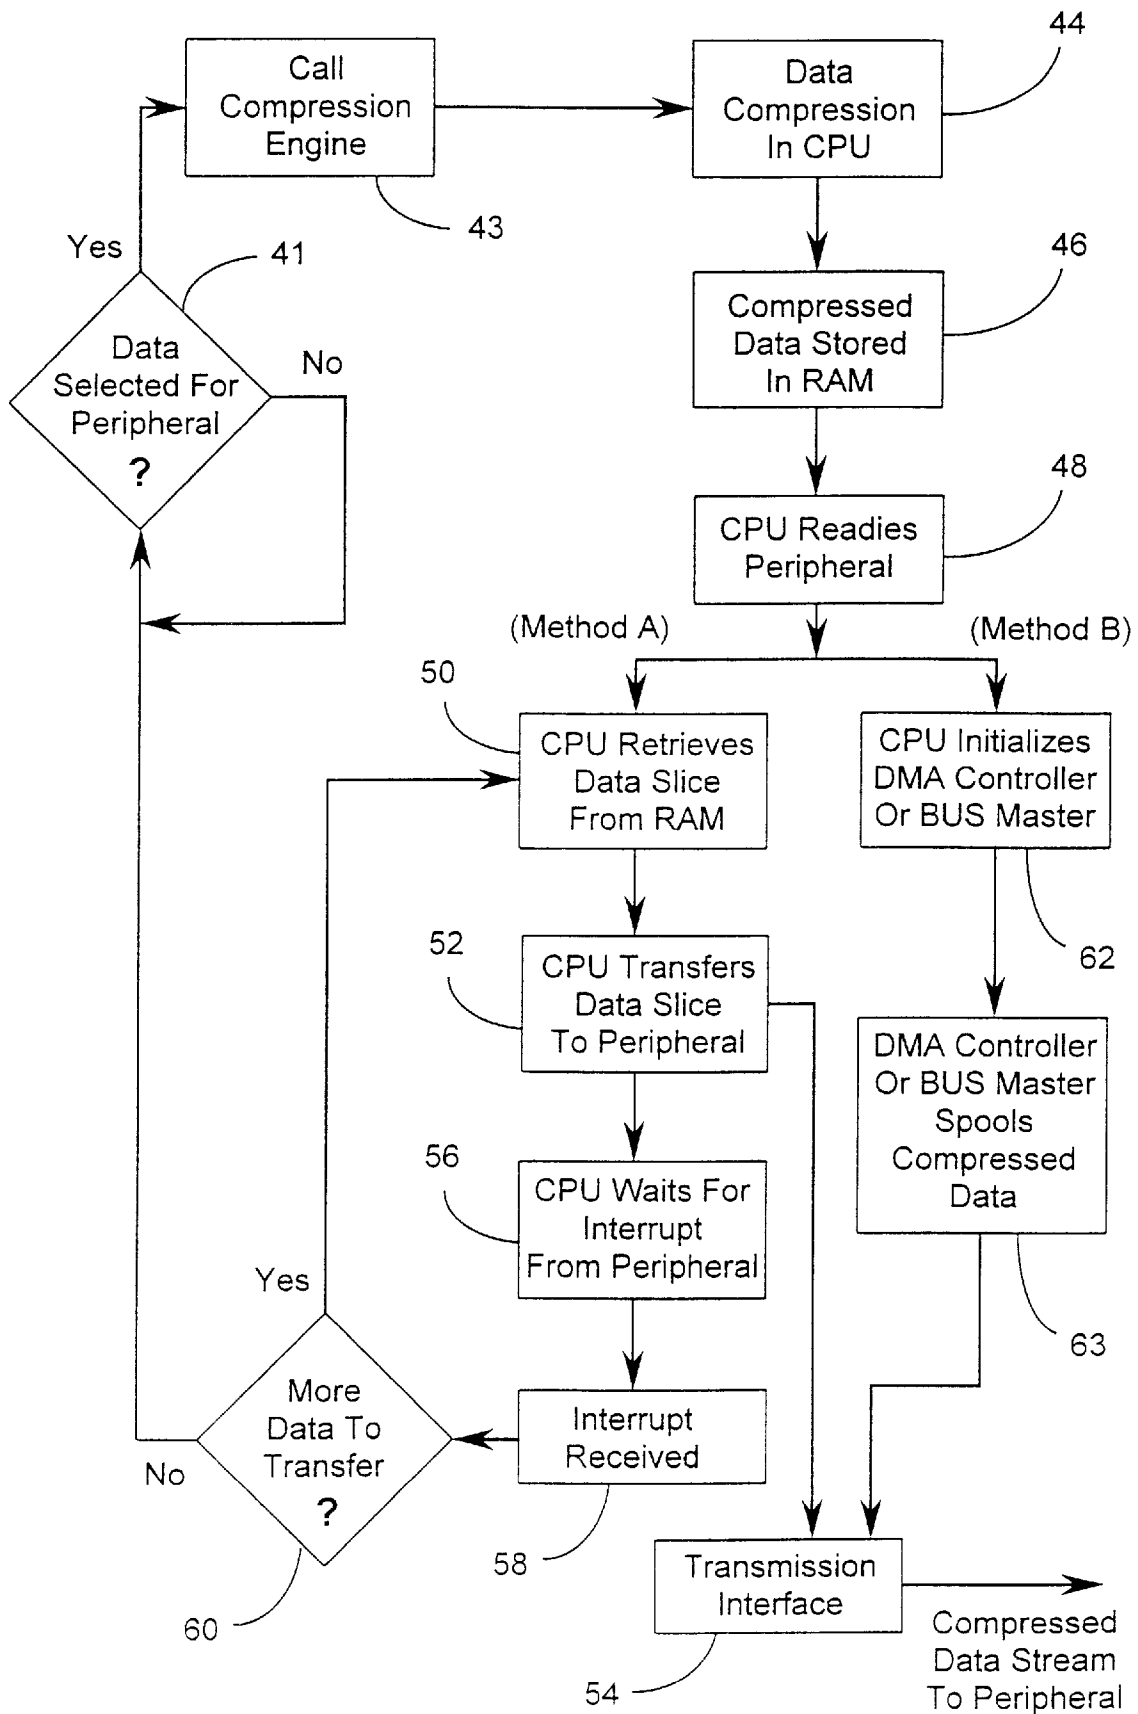 Call
Compression
Engine
43
Data
Compression
In CPU
44
Yes
41
Data
Selected For
Peripheral
?
No
Compressed
Data Stored
In RAM
46
CPU Readies
Peripheral
48
(Method A)
(Method B)
50
CPU Retrieves
Data Slice
From RAM
CPU Initializes
DMA Controller
Or BUS Master
62
52
CPU Transfers
Data Slice
To Peripheral
DMA Controller
Or BUS Master
Spools
Compressed
Data
63
56
CPU Waits For
Interrupt
From Peripheral
Yes
More
Data To
Transfer
?
No
60
Interrupt
Received
58
Transmission
Interface
54
Compressed
Data Stream
To Peripheral